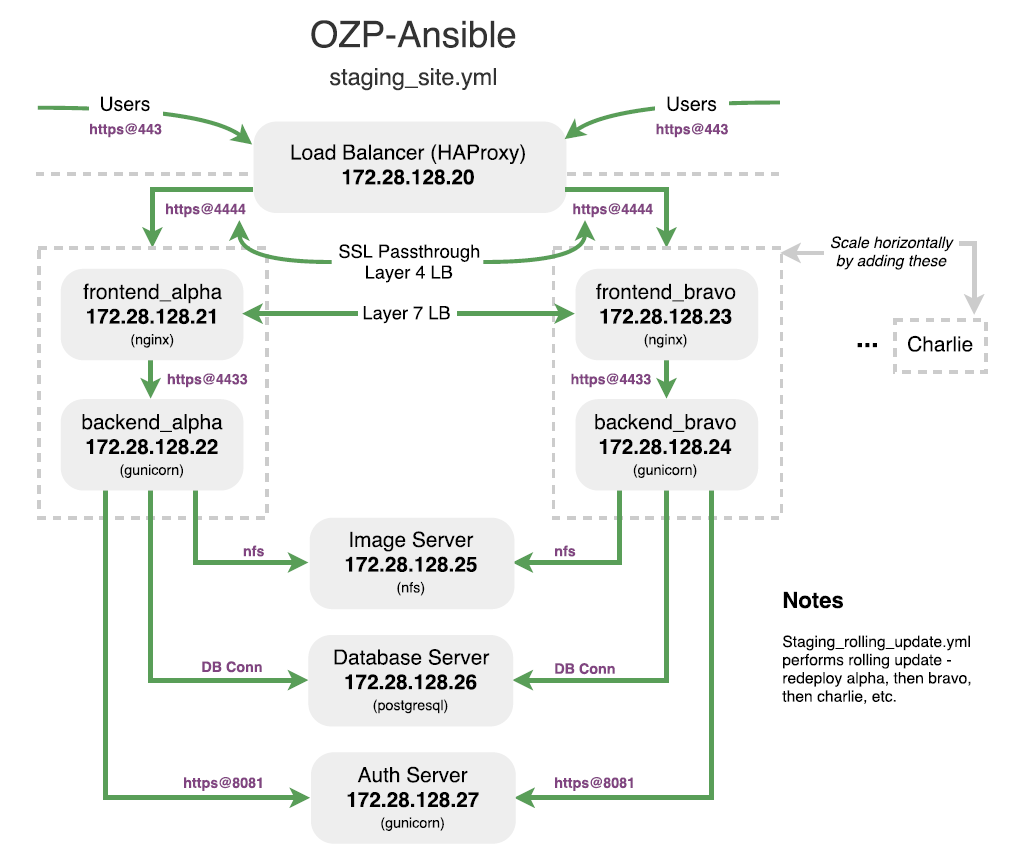 OZP-Ansible
staging_site.yml
Users
https@443
Users
https@443
Load Balancer (HAProxy)
172.28.128.20
https@4444
https@4444
SSL Passthrough
Layer 4 LB
Scale horizontally
by adding these
frontend_alpha
172.28.128.21
(nginx)
Layer 7 LB
frontend_bravo
172.28.128.23
(nginx)
... Charlie
https@4433
https@4433
backend_alpha
172.28.128.22
(gunicorn)
backend_bravo
172.28.128.24
(gunicorn)
nfs
Image Server
172.28.128.25
(nfs)
nfs
DB Conn
Database Server
172.28.128.26
(postgresql)
DB Conn
https@8081
Auth Server
172.28.128.27
(gunicorn)
https@8081
Notes
Staging_rolling_update.yml
performs rolling update -
redeploy alpha, then bravo,
then charlie, etc.